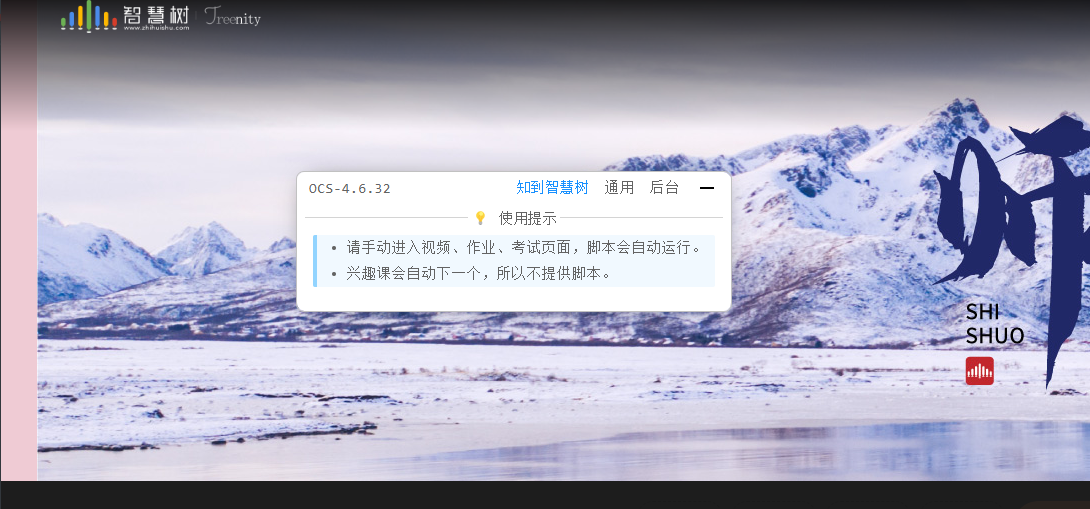 智慧树 Treenity
www.zhihuishu.com
OCS-4.6.32 知到智慧树 通用 后台
使用提示
请手动进入视频、作业、考试页面，脚本会自动运行。
兴趣课会自动下一个，所以不提供脚本。
师
SHI
SHUO